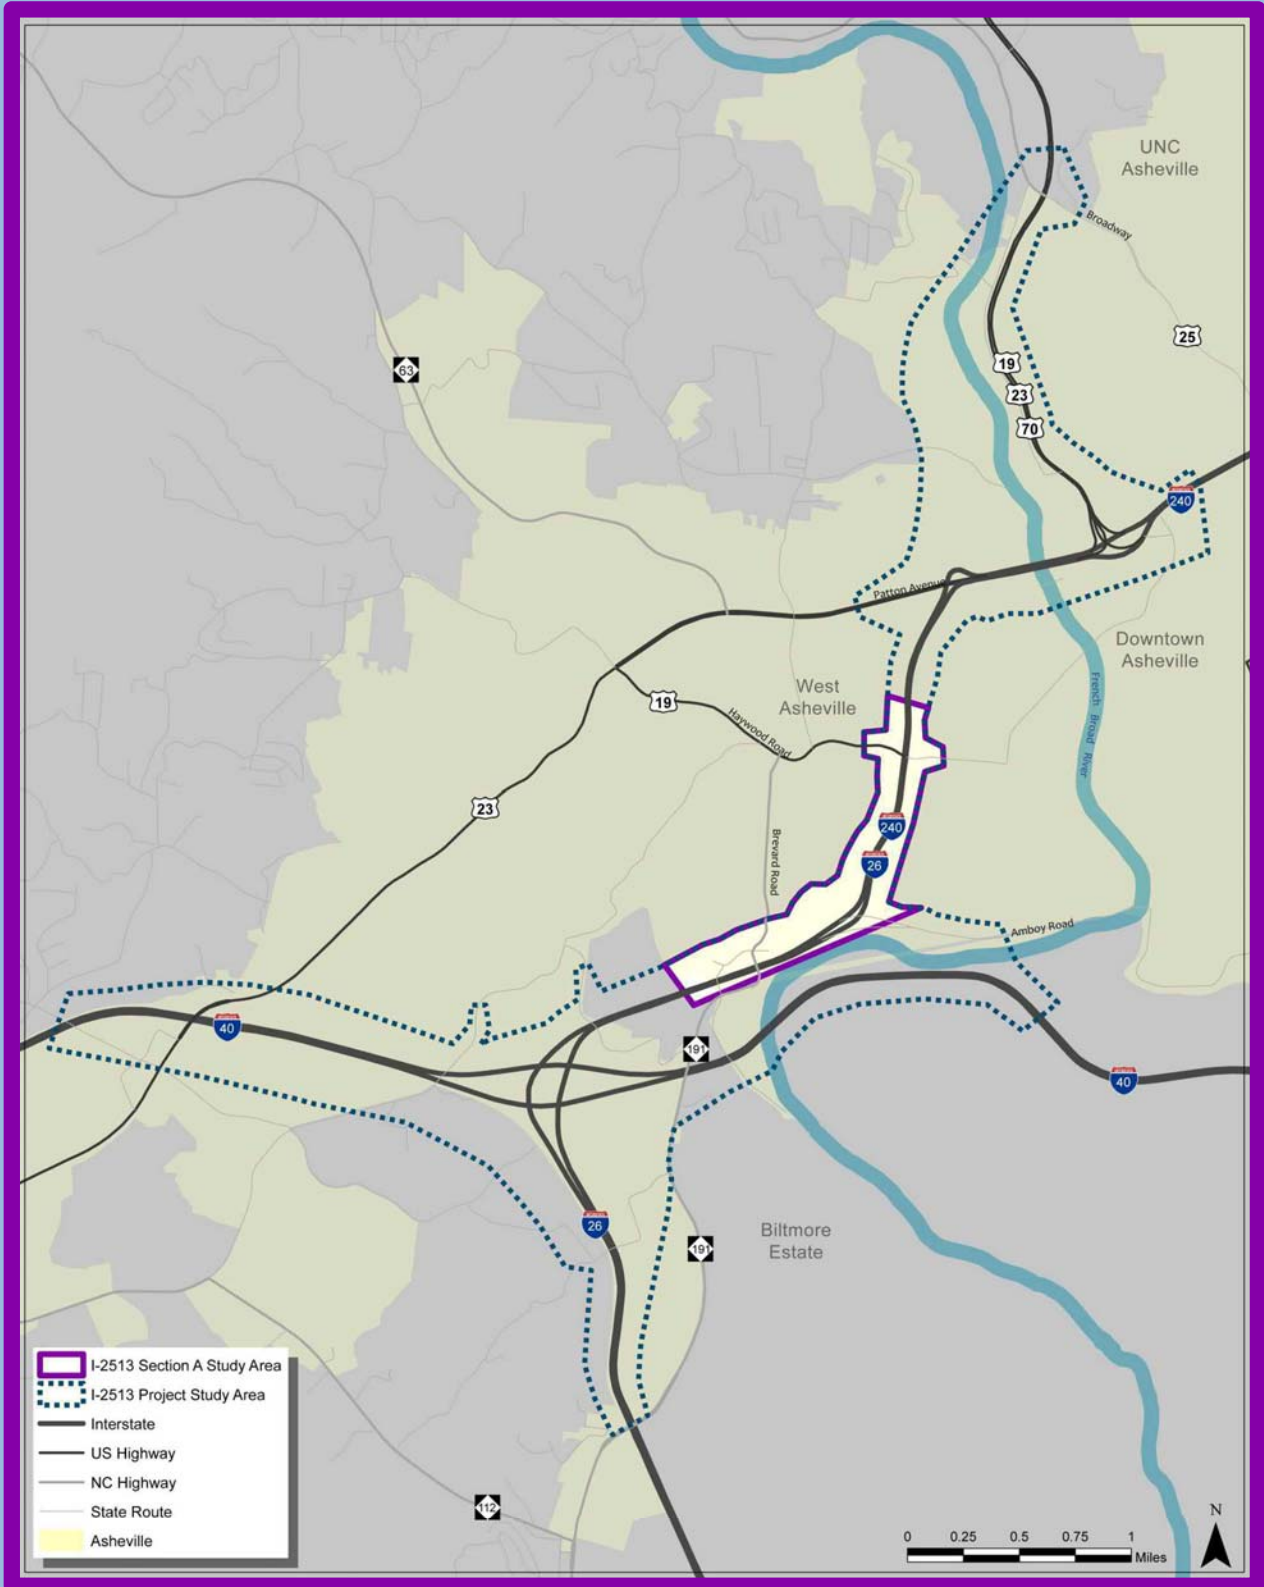 UNC
Asheville
Broadway
25
63
19
23
70
240
Patton Avenue
Downtown
Asheville
West
Asheville
19
Haywood Road
French Broad River
23
240
26
Brevard Road
Amboy Road
40
191
40
26
191
Biltmore
Estate
I-2513 Section A Study Area
I-2513 Project Study Area
Interstate
US Highway
NC Highway
State Route
Asheville
112
0 0.25 0.5 0.75 1
Miles
N